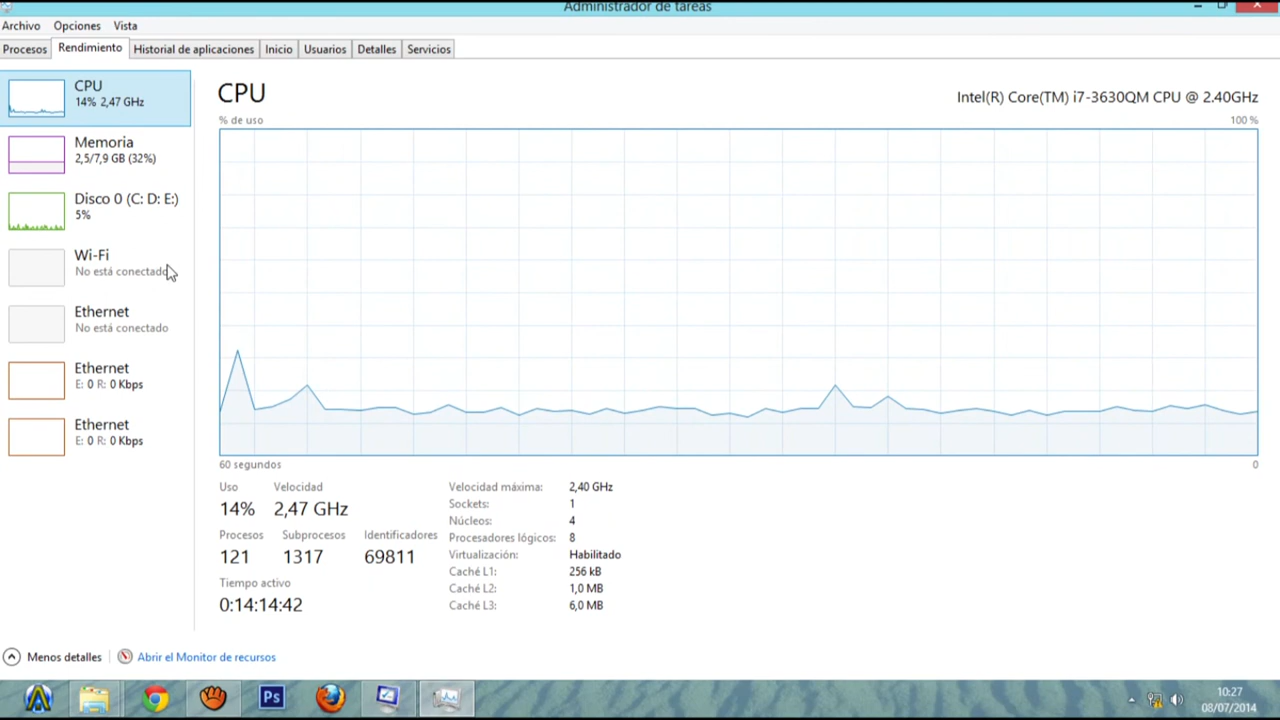 Administrador de tareas
Archivo Opciones Vista
Procesos Rendimiento Historial de aplicaciones Inicio Usuarios Detalles Servicios
CPU
14% 2,47 GHz
Memoria
2,5/7,9 GB (32%)
Disco 0 (C: D: E:)
5%
Wi-Fi
No está conectado
Ethernet
No está conectado
Ethernet
E: 0 R: 0 Kbps
Ethernet
E: 0 R: 0 Kbps
CPU
Intel(R) Core(TM) i7-3630QM CPU @ 2.40GHz
% de uso 100 %
60 segundos 0
Uso Velocidad
14% 2,47 GHz
Procesos Subprocesos Identificadores
121 1317 69811
Tiempo activo
0:14:14:42
Velocidad máxima: 2,40 GHz
Sockets: 1
Núcleos: 4
Procesadores lógicos: 8
Virtualización: Habilitado
Caché L1: 256 kB
Caché L2: 1,0 MB
Caché L3: 6,0 MB
Menos detalles Abrir el Monitor de recursos
Ps
10:27
08/07/2014